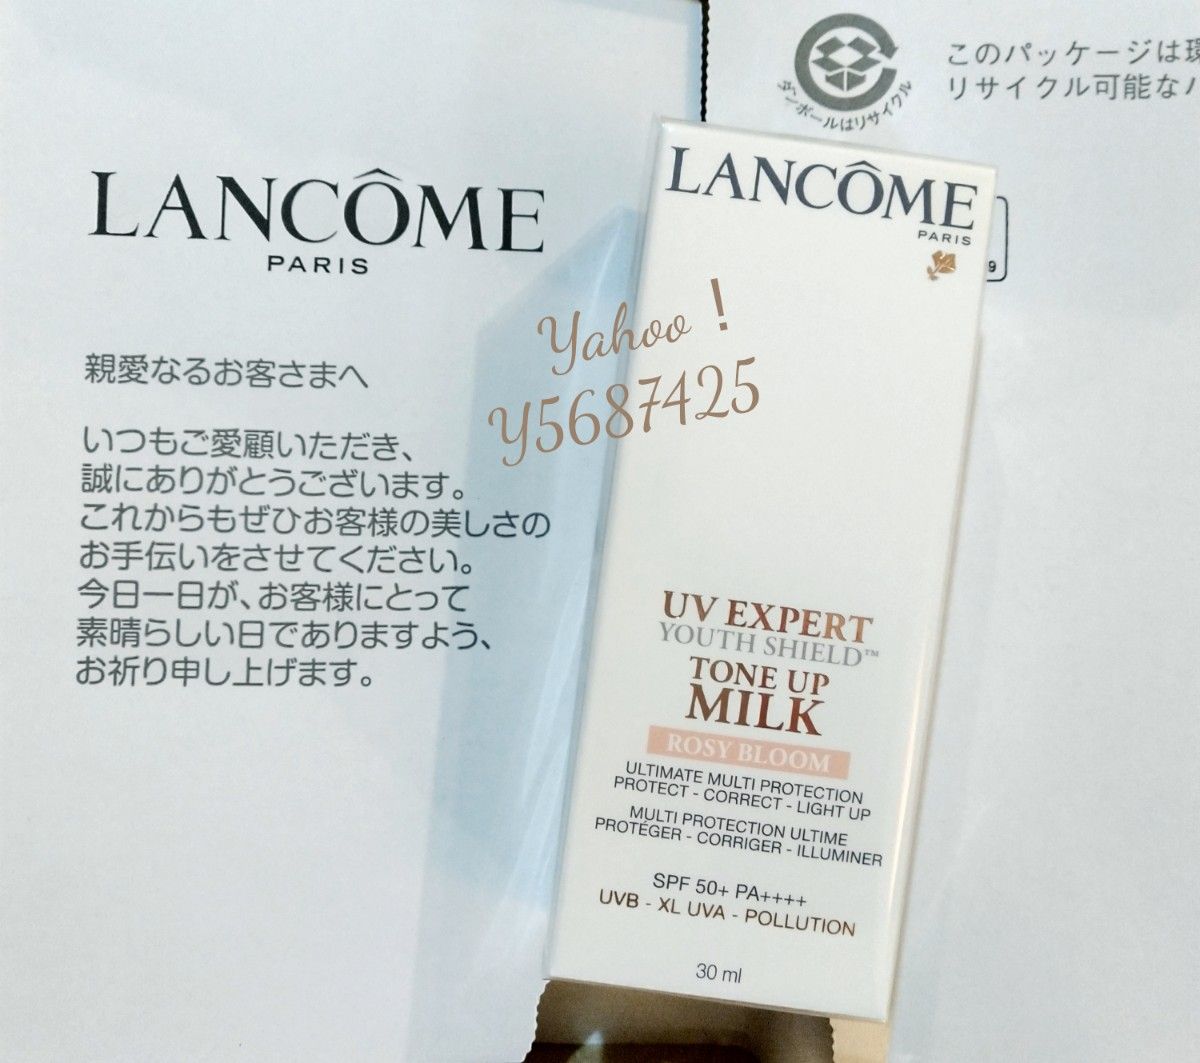 このパッケージは環
リサイクル可能なパ
ダンボールはリサイクル
LANCÔME
PARIS
親愛なるお客さまへ
いつもご愛顧いただき、
誠にありがとうございます。
これからもぜひお客様の美しさの
お手伝いをさせてください。
今日一日が、お客様にとって
素晴らしい日でありますよう、
お祈り申し上げます。
Yahoo！
Y5687425
LANCÔME
PARIS
9
UV EXPERT
YOUTH SHIELD™
TONE UP
MILK
ROSY BLOOM
ULTIMATE MULTI PROTECTION
PROTECT - CORRECT - LIGHT UP
MULTI PROTECTION ULTIME
PROTÉGER - CORRIGER - ILLUMINER
SPF 50+ PA++++
UVB - XL UVA - POLLUTION
30 ml